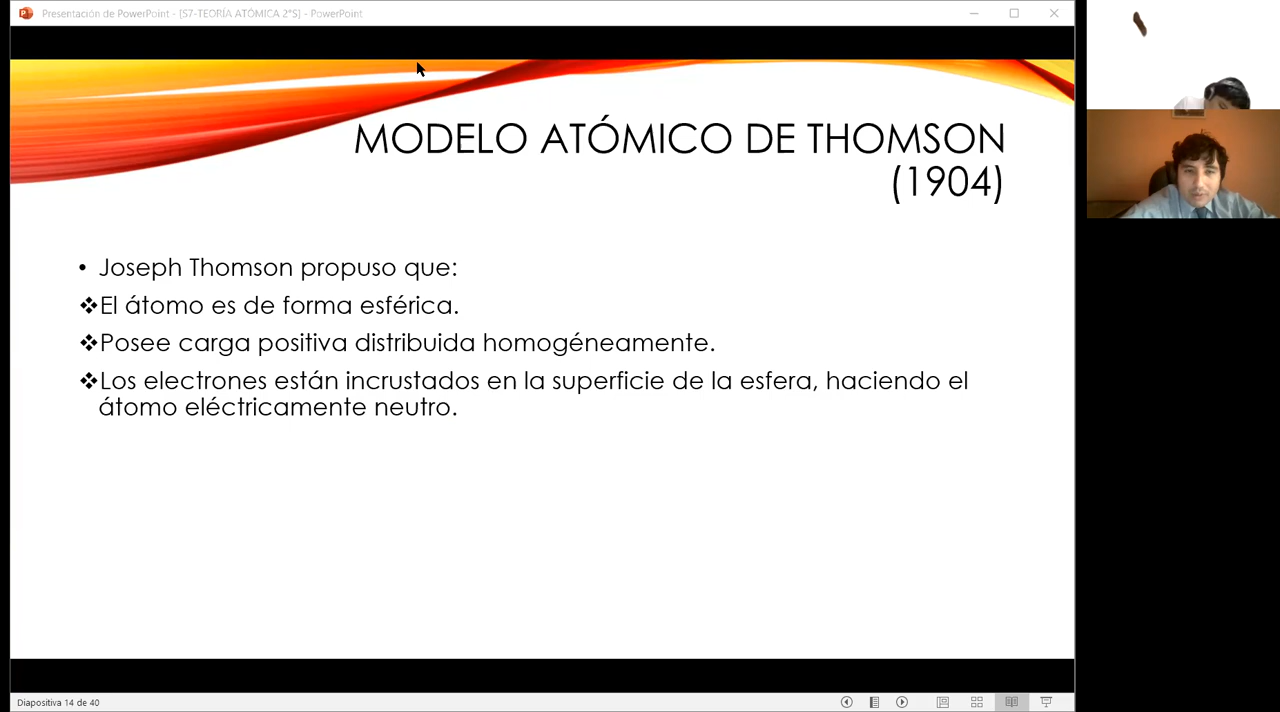 Presentación de PowerPoint - [S7-TEORÍA ATÓMICA 2°S] - PowerPoint
MODELO ATÓMICO DE THOMSON
(1904)
• Joseph Thomson propuso que:
❖El átomo es de forma esférica.
❖Posee carga positiva distribuida homogéneamente.
❖Los electrones están incrustados en la superficie de la esfera, haciendo el
átomo eléctricamente neutro.
Diapositiva 14 de 40